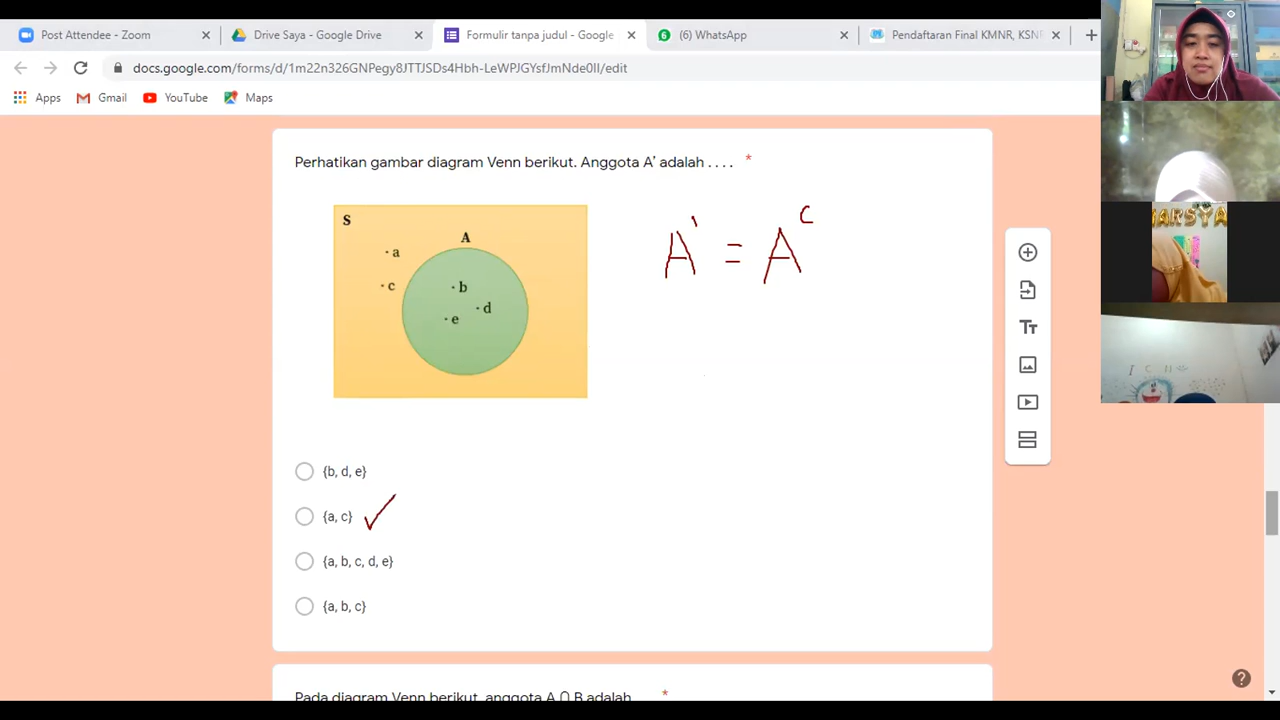 Post Attendee - Zoom
Drive Saya - Google Drive
Formulir tanpa judul - Google
(6) WhatsApp
Pendaftaran Final KMNR, KSNR
docs.google.com/forms/d/1m22n326GNPegy8JTTJSDs4Hbh-LeWPJGYsfJmNde0lI/edit
Apps
Gmail
YouTube
Maps
Perhatikan gambar diagram Venn berikut. Anggota A' adalah . . . . *
S
A
a
c
b
d
e
A' = A^c
{b, d, e}
{a, c} ✓
{a, b, c, d, e}
{a, b, c}
Pada diagram Venn berikut, anggota A ∩ B adalah *